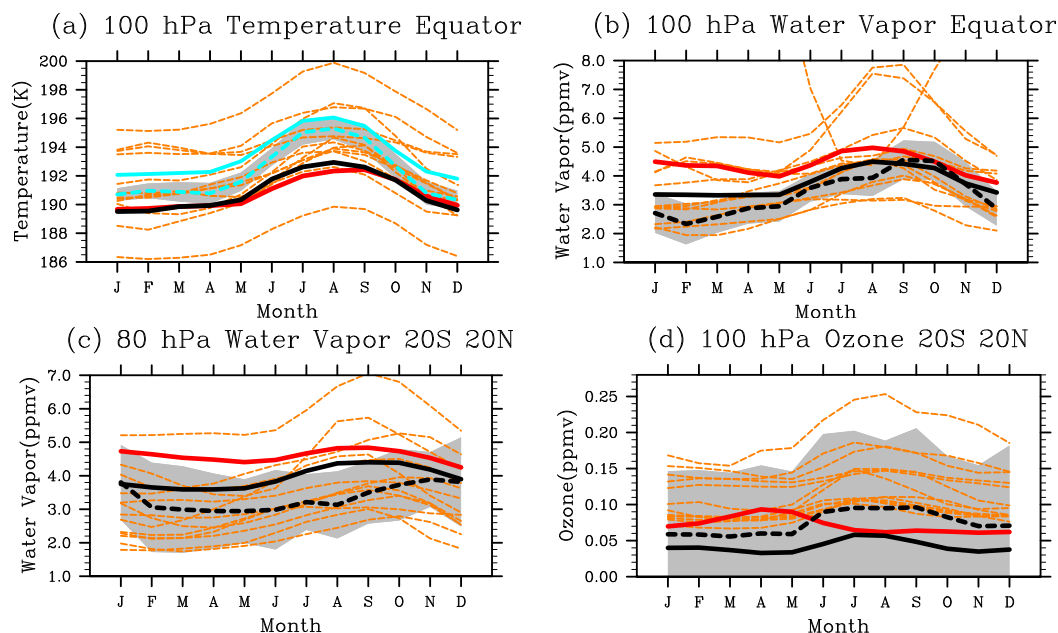 (a) 100 hPa Temperature Equator
Temperature(K)
200
198
196
194
192
190
188
186
J F M A M J J A S O N D
Month
(b) 100 hPa Water Vapor Equator
Water Vapor(ppmv)
8.0
7.0
6.0
5.0
4.0
3.0
2.0
1.0
J F M A M J J A S O N D
Month
(c) 80 hPa Water Vapor 20S 20N
Water Vapor(ppmv)
7.0
6.0
5.0
4.0
3.0
2.0
1.0
J F M A M J J A S O N D
Month
(d) 100 hPa Ozone 20S 20N
Ozone(ppmv)
0.25
0.20
0.15
0.10
0.05
0.00
J F M A M J J A S O N D
Month